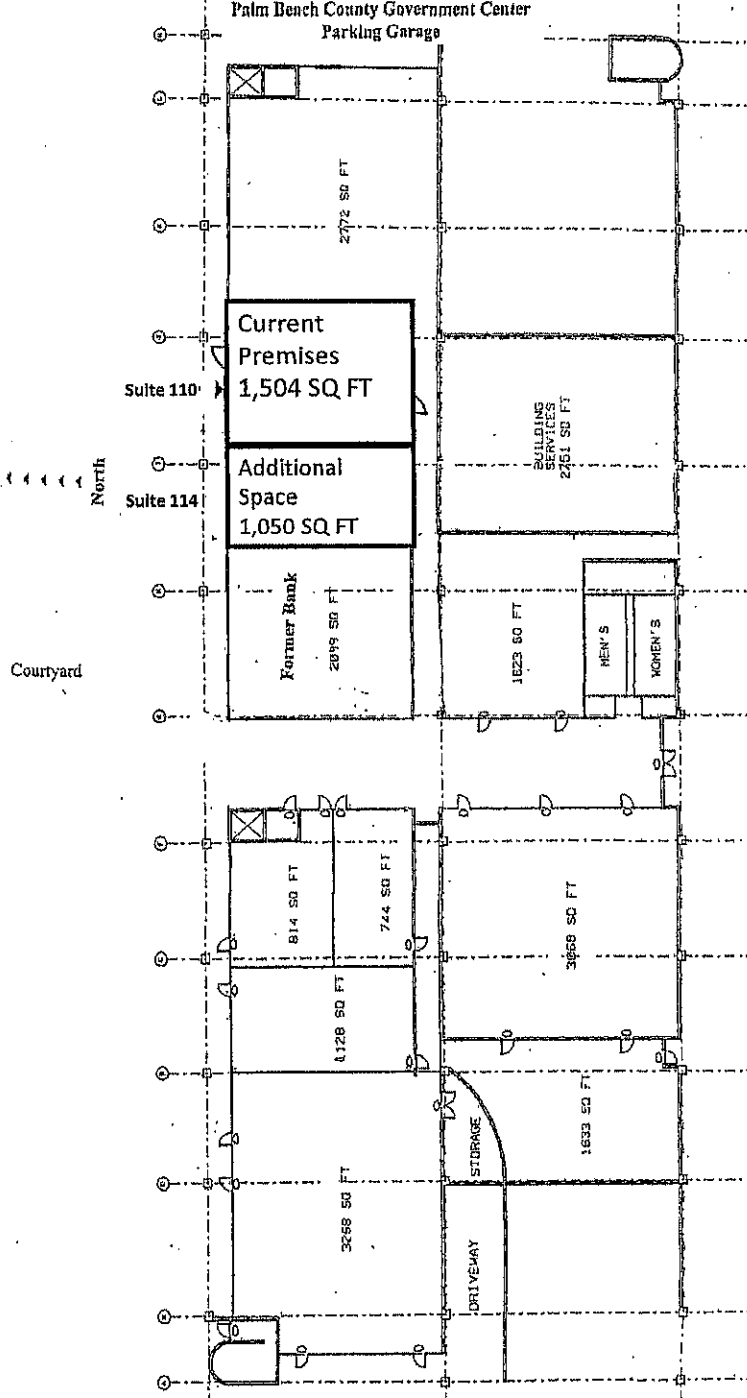 Palm Beach County Government Center
Parking Garage
2772 SQ FT
Current
Premises
1,504 SQ FT
Suite 110
BUILDING
SERVICES
2751 SQ FT
North
Additional
Space
1,050 SQ FT
Suite 114
Former Bank
2099 SQ FT
1623 SQ FT
MEN'S
WOMEN'S
Courtyard
814 SQ FT
744 SQ FT
3068 SQ FT
1128 SQ FT
1633 SQ FT
STORAGE
3268 SQ FT
DRIVEWAY